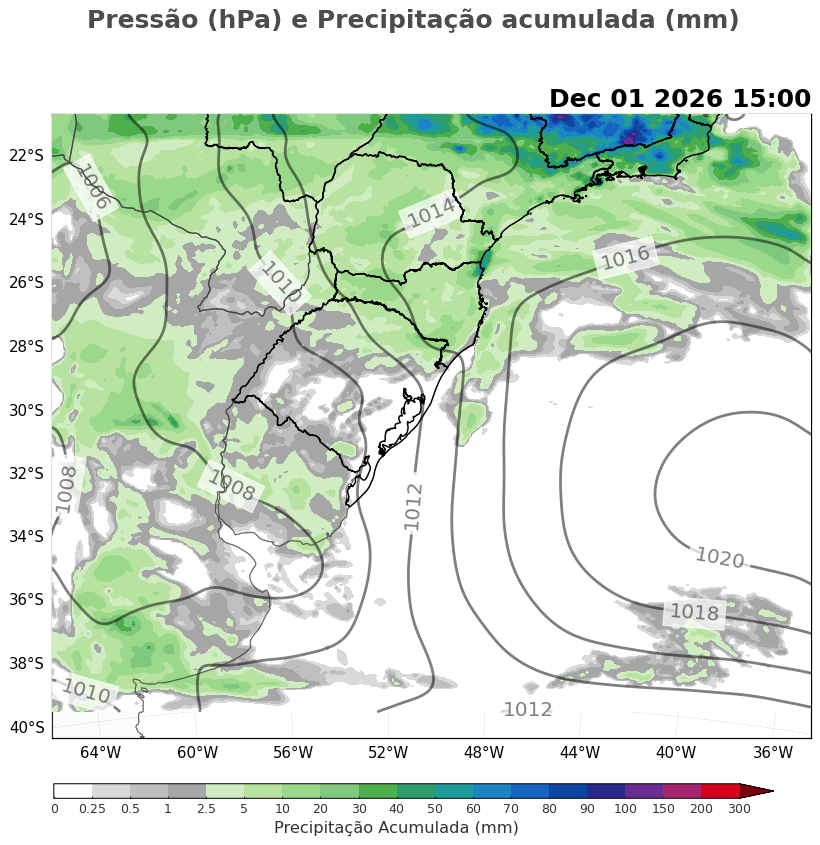 Pressão (hPa) e Precipitação acumulada (mm)
Dec 01 2026 15:00
22°S
1006
24°S
1014
1016
26°S
1010
28°S
30°S
32°S
1008
1008
1012
34°S
1020
36°S
1018
38°S
1010
1012
40°S
64°W 60°W 56°W 52°W 48°W 44°W 40°W 36°W
0 0.25 0.5 1 2.5 5 10 20 30 40 50 60 70 80 90 100 150 200 300
Precipitação Acumulada (mm)